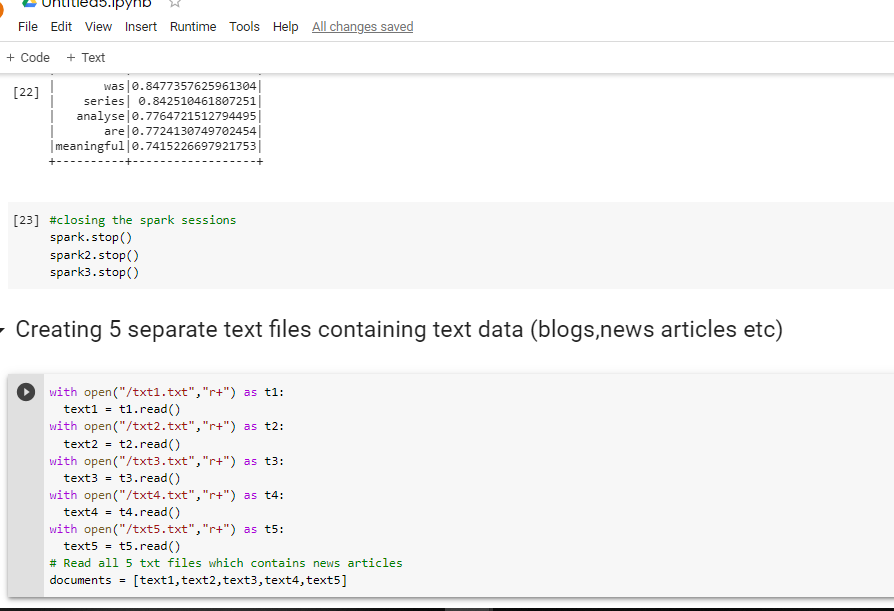 Untitled5.ipynb
File Edit View Insert Runtime Tools Help All changes saved
+ Code + Text
[22]
| was|0.8477357625961304|
| series| 0.842510461807251|
| analyse|0.7764721512794495|
| are|0.7724130749702454|
|meaningful|0.7415226697921753|
+----------+------------------+
[23] #closing the spark sessions
spark.stop()
spark2.stop()
spark3.stop()
Creating 5 separate text files containing text data (blogs,news articles etc)
with open("/txt1.txt","r+") as t1:
  text1 = t1.read()
with open("/txt2.txt","r+") as t2:
  text2 = t2.read()
with open("/txt3.txt","r+") as t3:
  text3 = t3.read()
with open("/txt4.txt","r+") as t4:
  text4 = t4.read()
with open("/txt5.txt","r+") as t5:
  text5 = t5.read()
# Read all 5 txt files which contains news articles
documents = [text1,text2,text3,text4,text5]